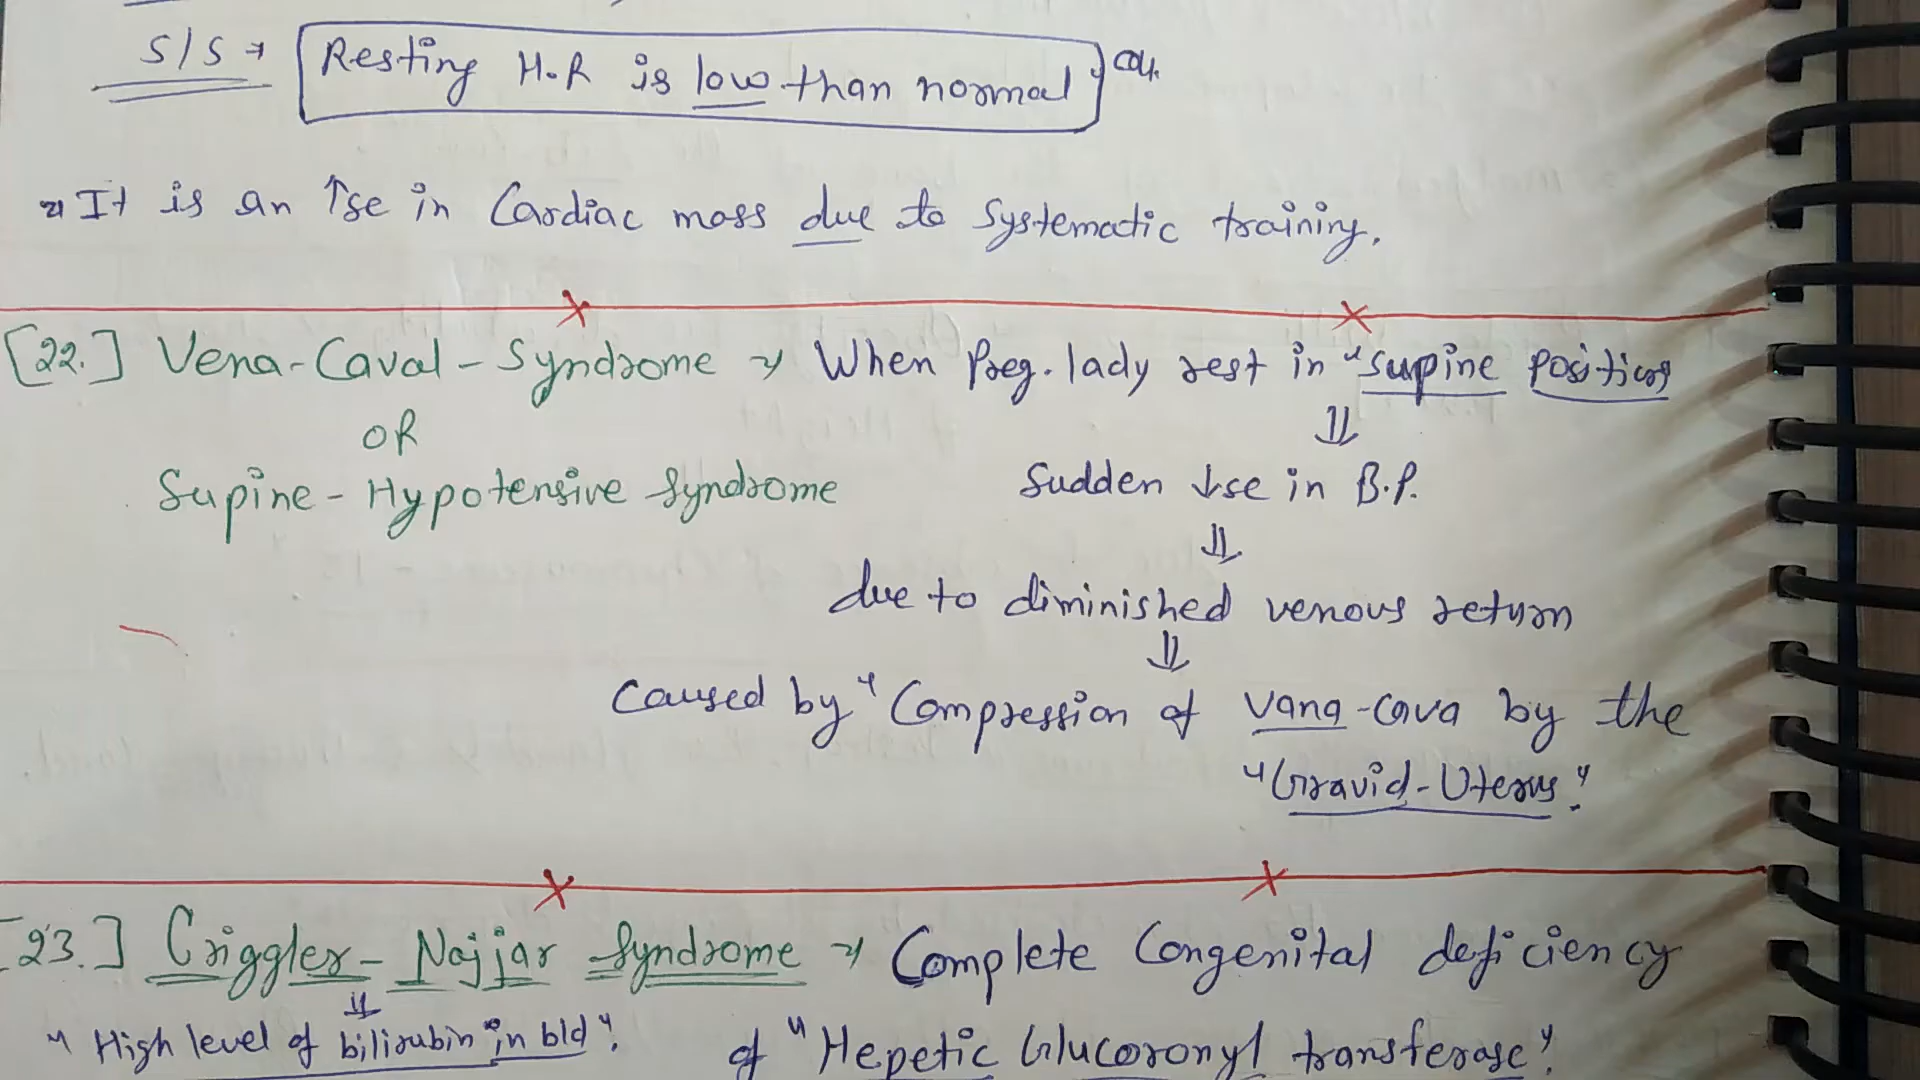 S/S → Resting H.R is low than normal
→ It is an ↑se in Cardiac mass due to Systematic training.
[22.] Vena-Caval-Syndrome → When Preg. lady rest in "supine position
OR
⇓
Supine-Hypotensive Syndrome
Sudden ↓se in B.P.
⇓
due to diminished venous return
⇓
Caused by "Compression of Vana-cava by the
"Gravid-Uterus"
[23.] Criggler-Najjar Syndrome → Complete Congenital deficiency
⇓
"High level of bilirubin in bld". of "Hepetic Glucoronyl transferase"